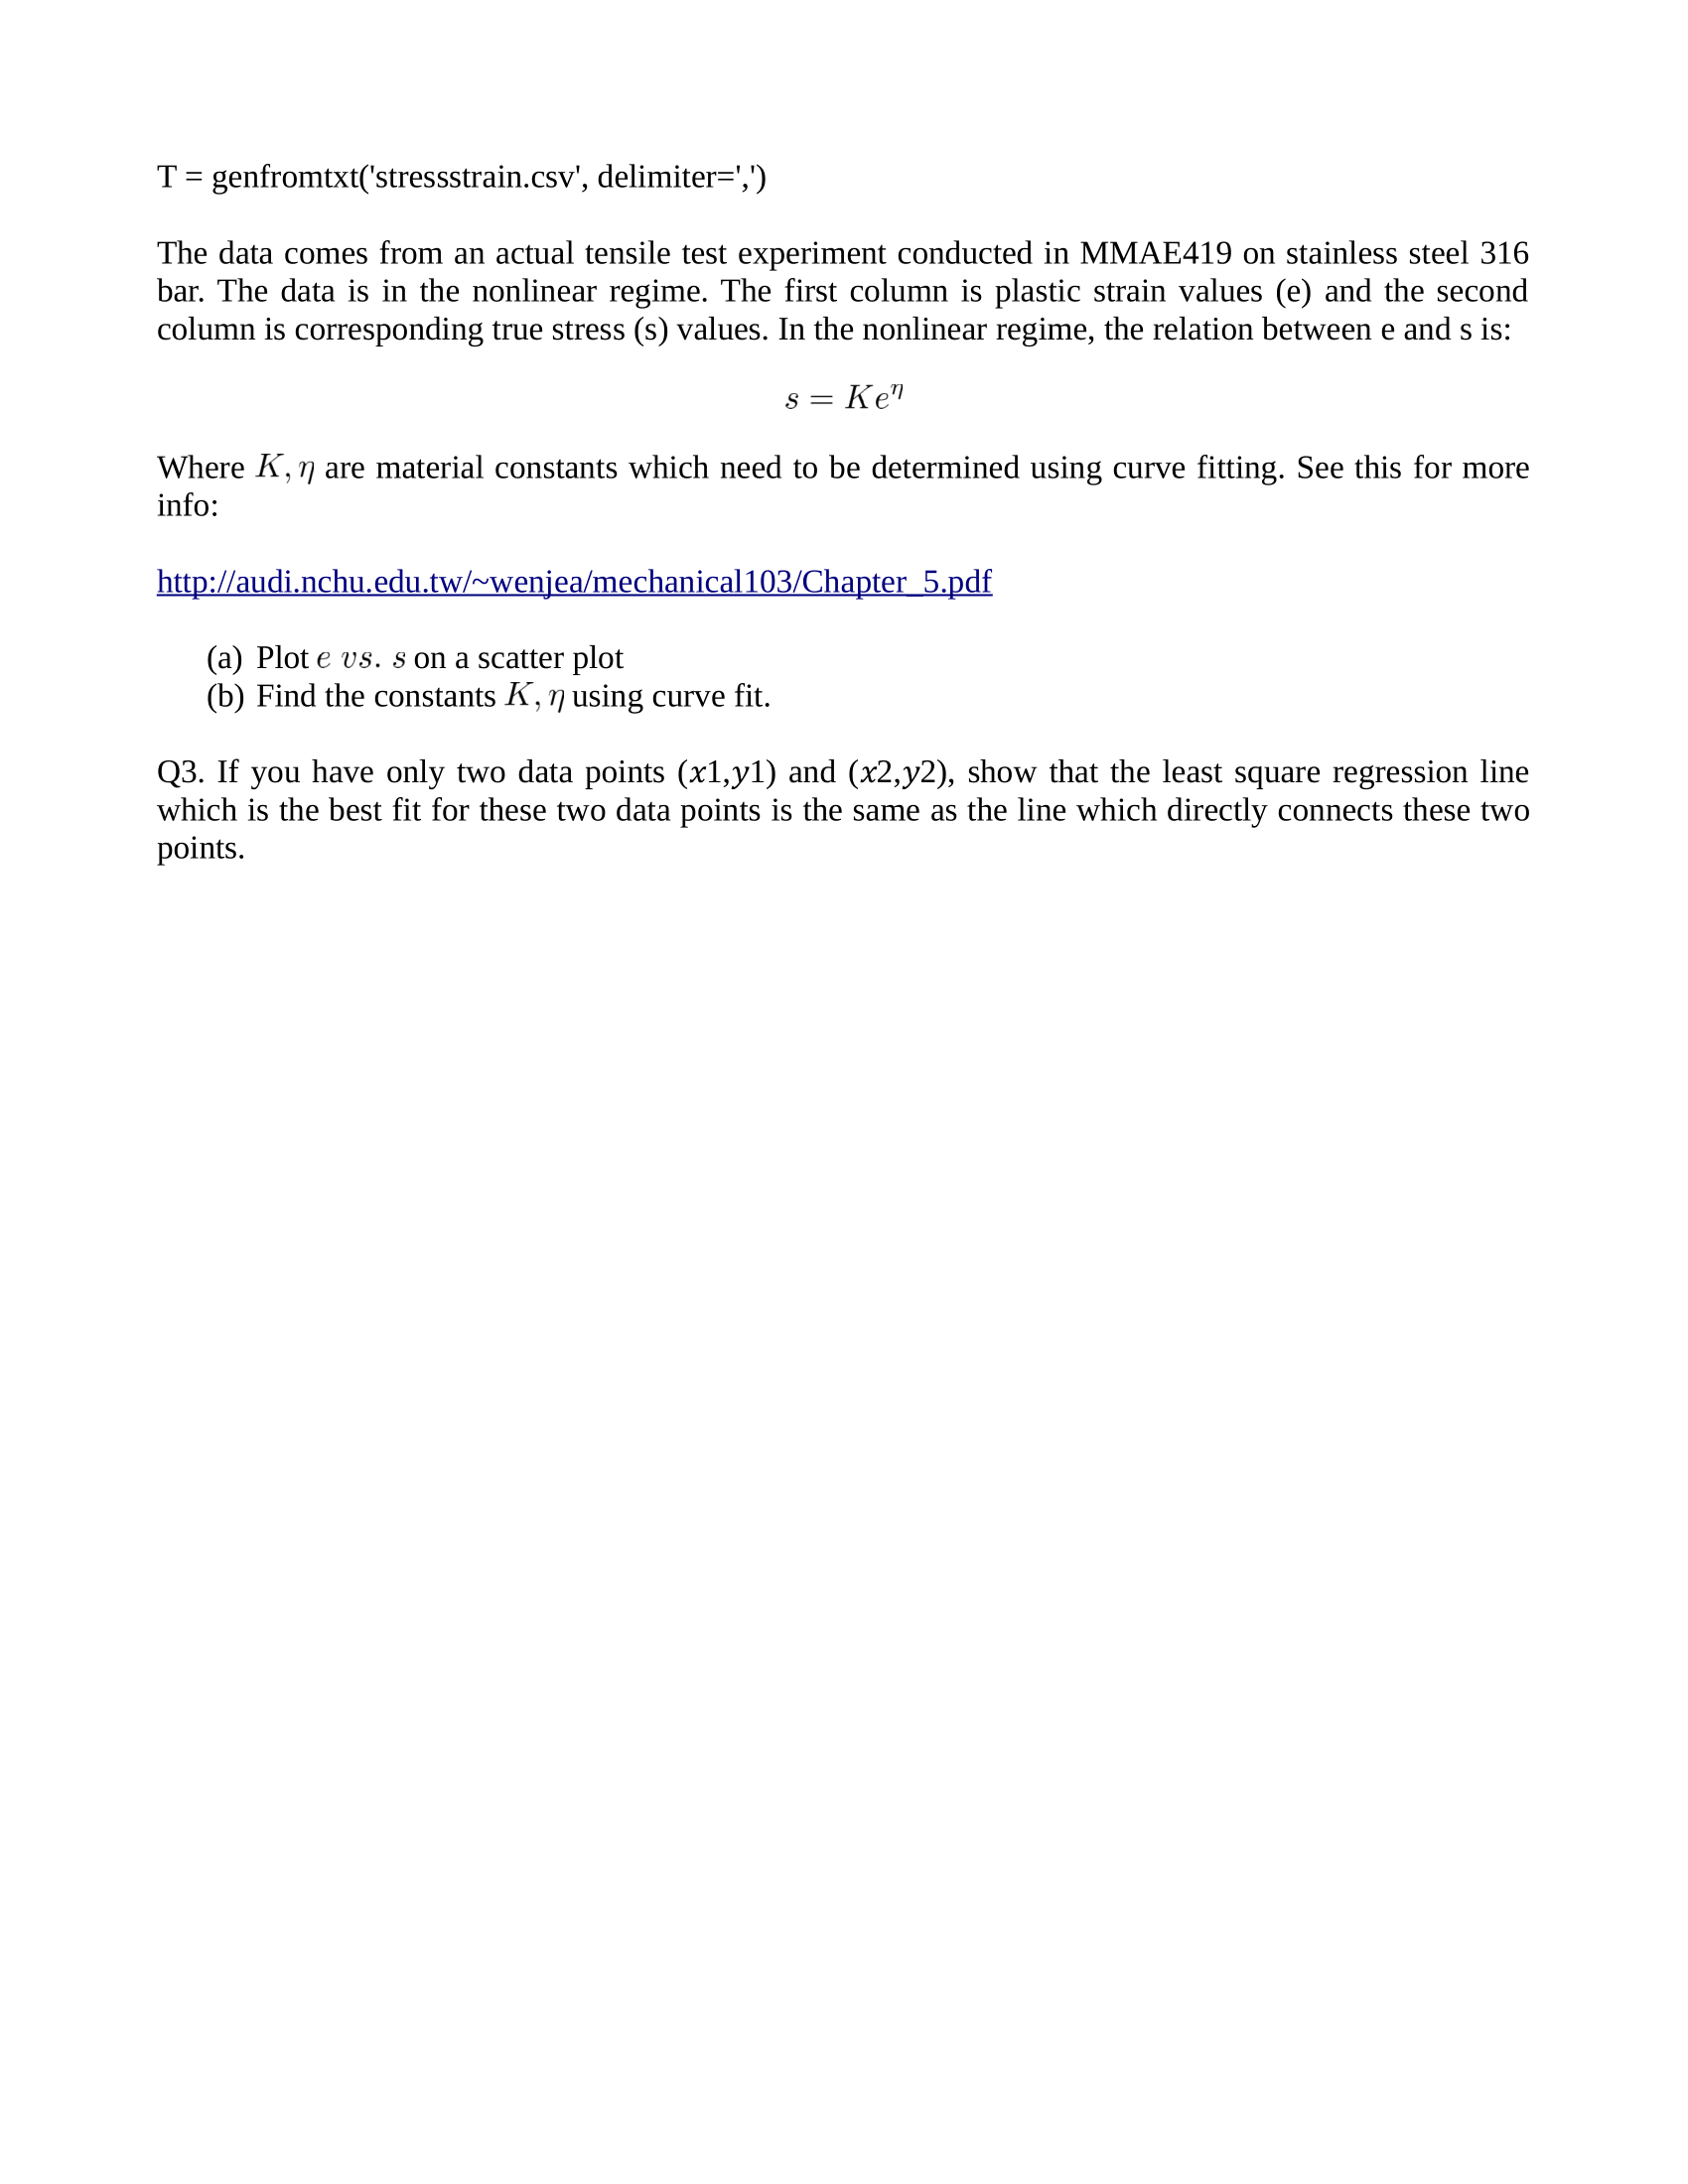 T = genfromtxt('stressstrain.csv', delimiter=',')
The data comes from an actual tensile test experiment conducted in MMAE419 on stainless steel 316
bar. The data is in the nonlinear regime. The first column is plastic strain values (e) and the second
column is corresponding true stress (s) values. In the nonlinear regime, the relation between e and s is:
s = Ke^η
Where K, η are material constants which need to be determined using curve fitting. See this for more
info:
http://audi.nchu.edu.tw/~wenjea/mechanical103/Chapter_5.pdf
(a) Plot e vs. s on a scatter plot
(b) Find the constants K, η using curve fit.
Q3. If you have only two data points (x1,y1) and (x2,y2), show that the least square regression line
which is the best fit for these two data points is the same as the line which directly connects these two
points.